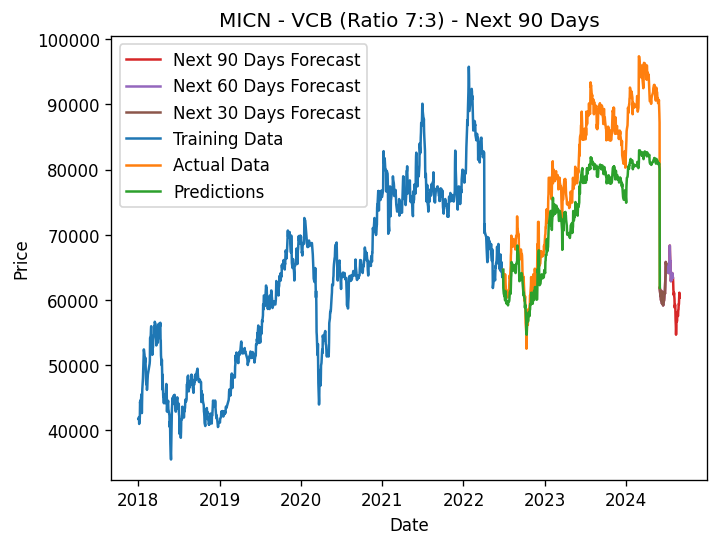 MICN - VCB (Ratio 7:3) - Next 90 Days
Next 90 Days Forecast
Next 60 Days Forecast
Next 30 Days Forecast
Training Data
Actual Data
Predictions
Price
100000
90000
80000
70000
60000
50000
40000
2018 2019 2020 2021 2022 2023 2024
Date